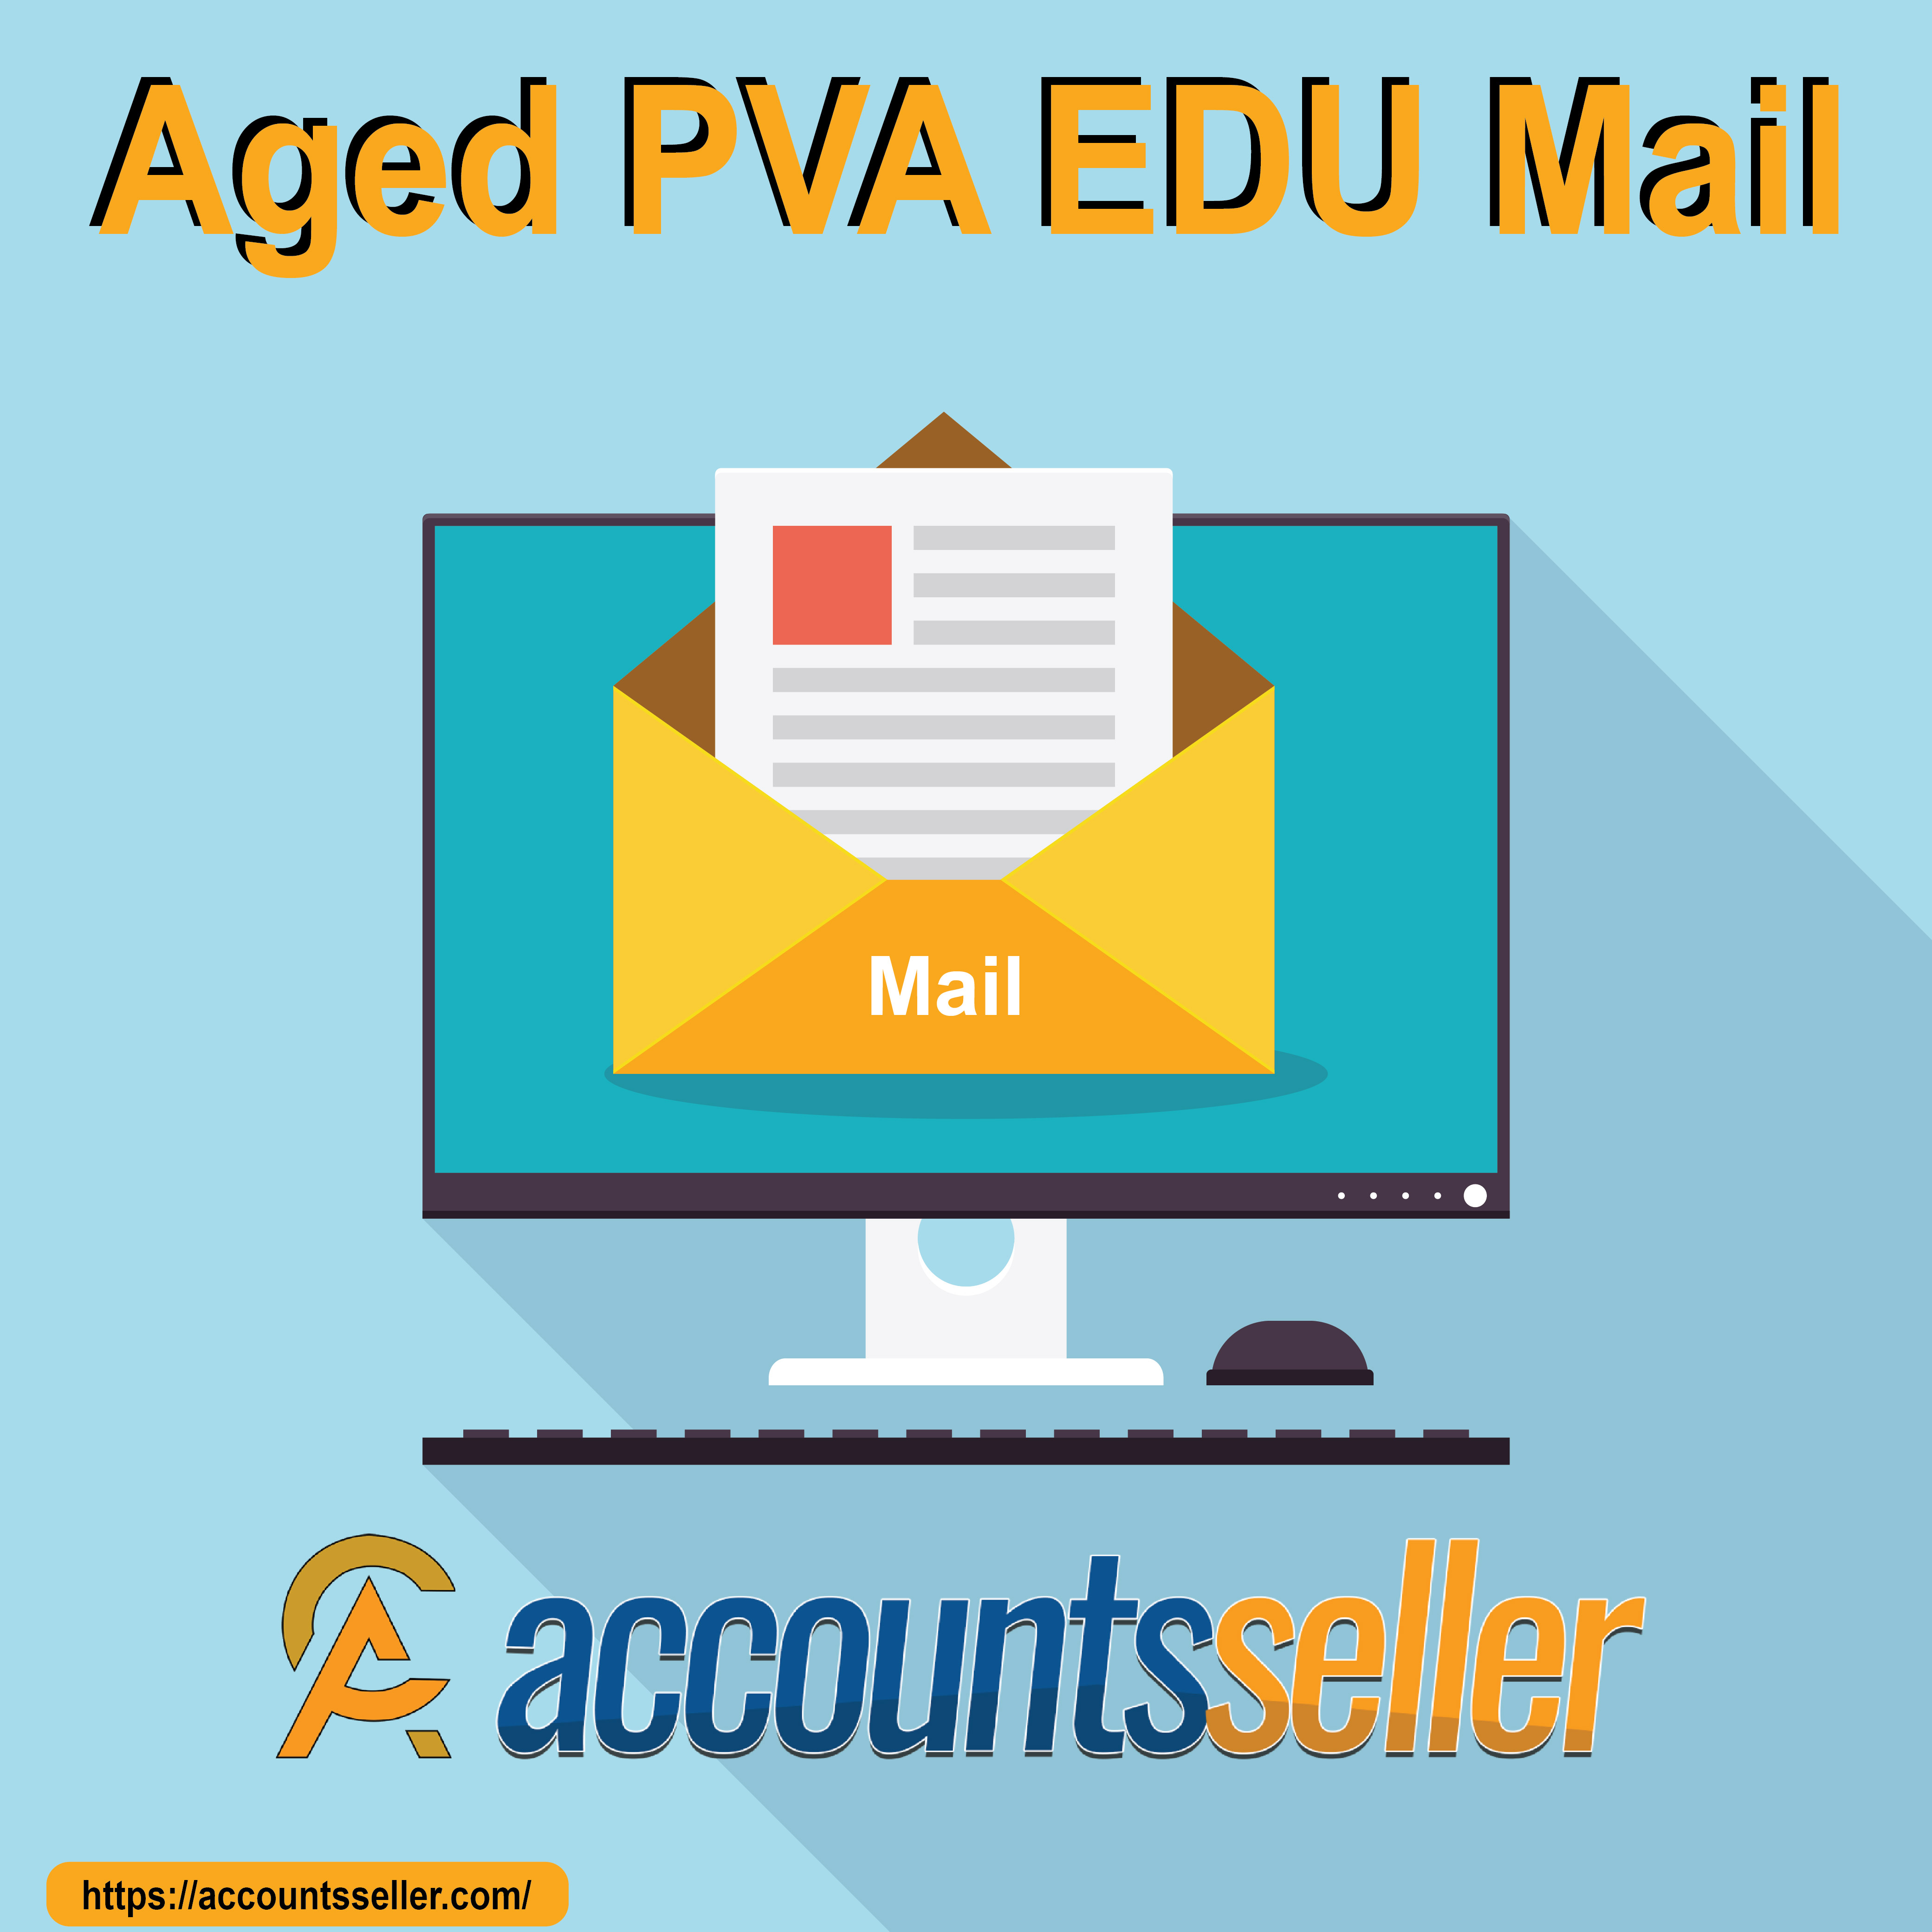 Aged PVA EDU Mail
Mail
accountsseller
https://accountsseller.com/